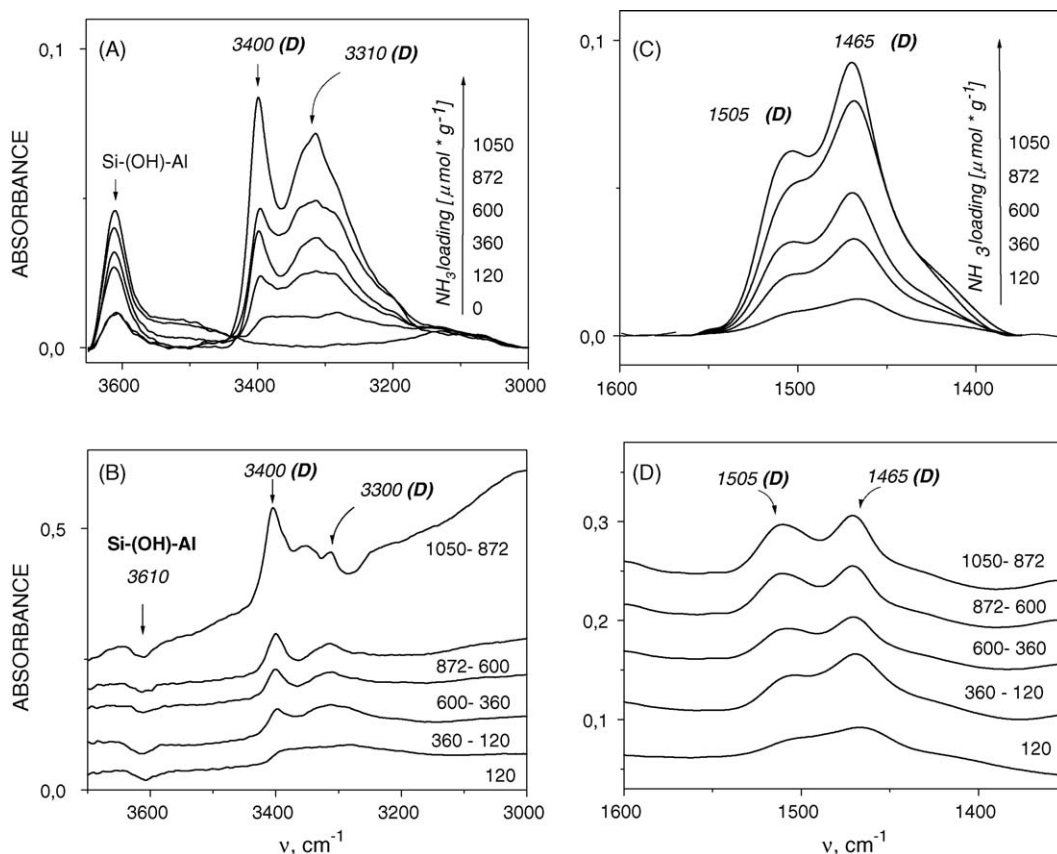 (A)
3400 (D)
3310 (D)
Si-(OH)-Al
NH3 loading [μmol * g-1]
1050
872
600
360
120
0
0,1
0,0
ABSORBANCE
3600
3400
3200
3000
(C)
1465 (D)
1505 (D)
NH3 loading [μmol * g-1]
1050
872
600
360
120
0,1
0,0
1600
1500
1400
(B)
3400 (D)
3300 (D)
Si-(OH)-Al
3610
1050- 872
872- 600
600- 360
360 - 120
120
0,5
0,0
ABSORBANCE
3600
3400
3200
3000
ν, cm-1
(D)
1505 (D)
1465 (D)
1050- 872
872- 600
600- 360
360 - 120
120
0,3
0,2
0,1
1600
1500
1400
ν, cm-1